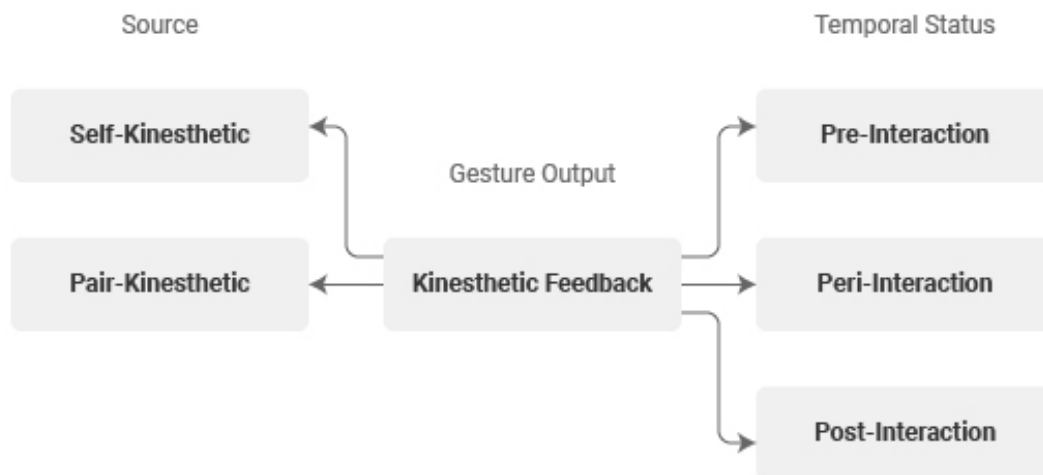 Source
Temporal Status
Self-Kinesthetic
Pre-Interaction
Gesture Output
Pair-Kinesthetic
Kinesthetic Feedback
Peri-Interaction
Post-Interaction